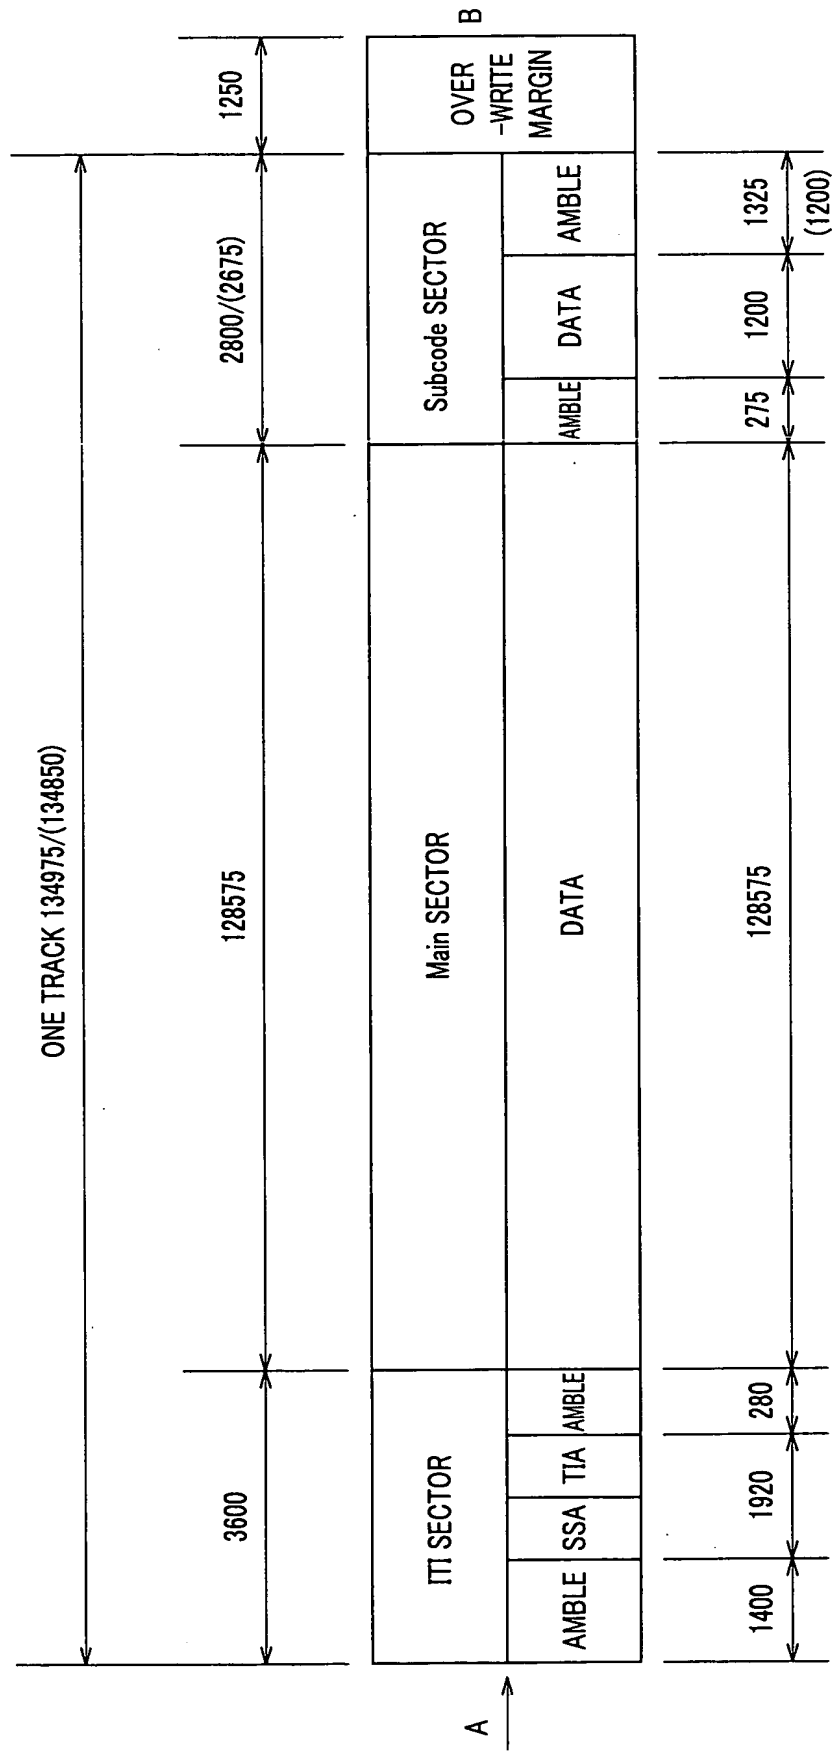 ONE TRACK 134975/(134850)
3600
128575
2800/(2675)
1250
ITI SECTOR
Main SECTOR
Subcode SECTOR
OVER
-WRITE
MARGIN
A
B
AMBLE
SSA
TIA
AMBLE
DATA
AMBLE
DATA
AMBLE
1400
1920
280
128575
275
1200
1325
(1200)